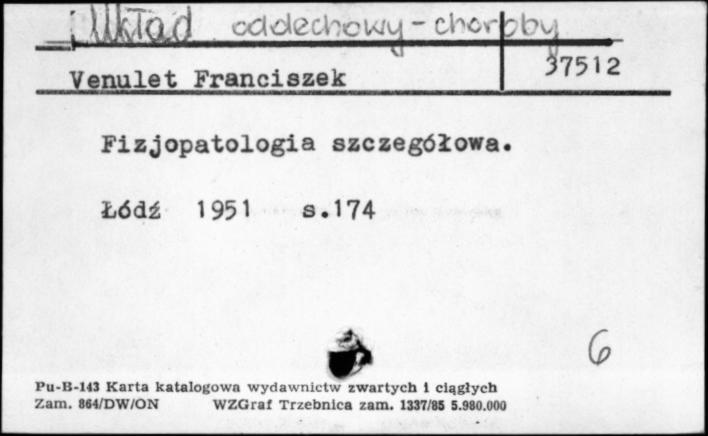 Układ oddechowy - choroby
Venulet Franciszek 37512
Fizjopatologia szczegółowa.
Łódź 1951 s.174
6
Pu-B-143 Karta katalogowa wydawnictw zwartych i ciągłych
Zam. 864/DW/ON WZGraf Trzebnica zam. 1337/85 5.980.000